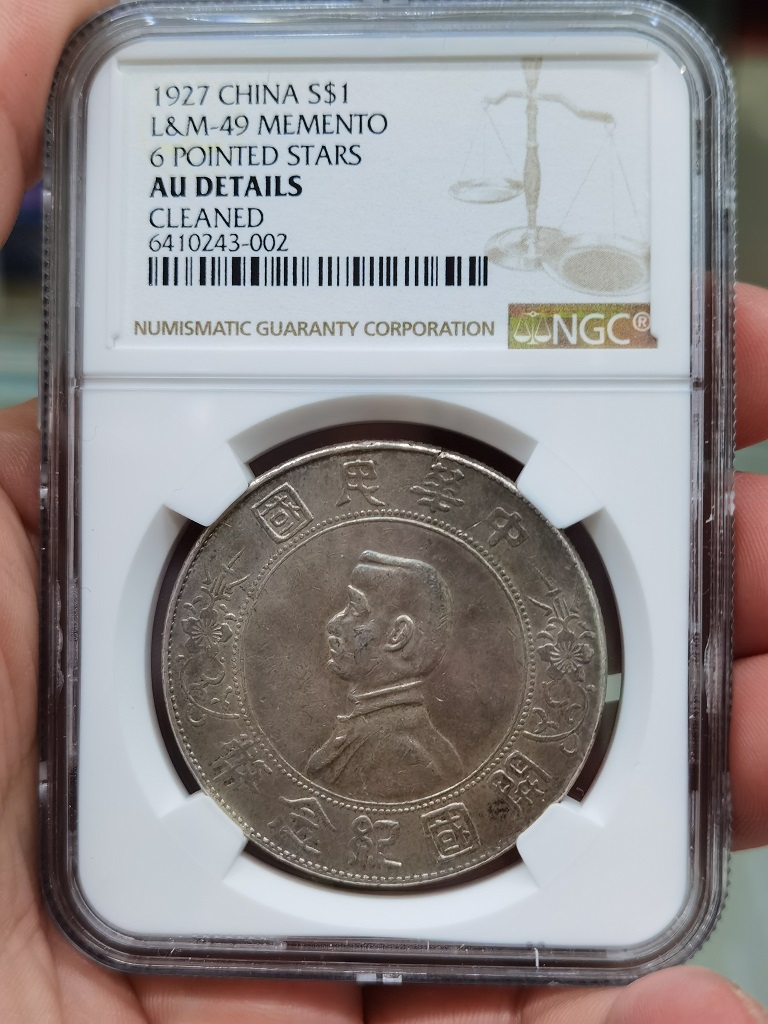 1927 CHINA S$1
L&M-49 MEMENTO
6 POINTED STARS
AU DETAILS
CLEANED
6410243-002
NUMISMATIC GUARANTY CORPORATION
NGC®
中華民國
開國紀念幣